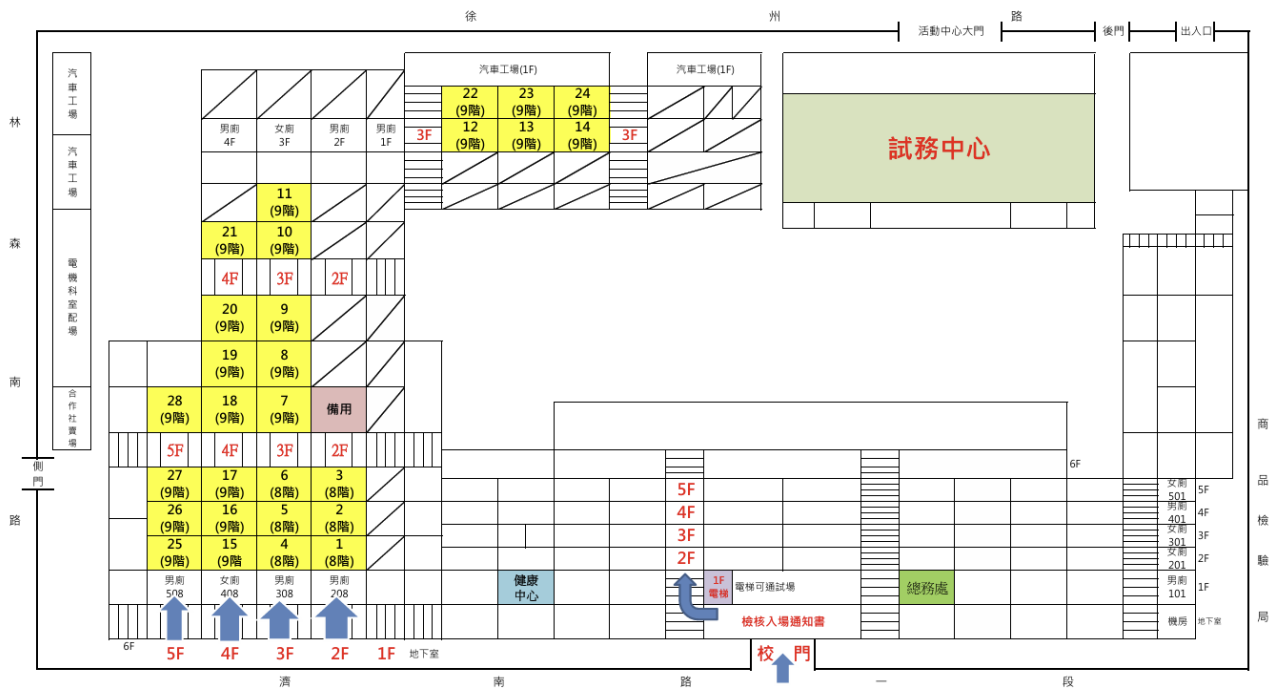 徐 州 路
活動中心大門
後門
出入口
林 森 南 路
汽車工場
汽車工場
電機科室配場
合作社賣場
側門
男廁
4F
女廁
3F
男廁
2F
男廁
1F
汽車工場(1F)
汽車工場(1F)
3F
22
(9階)
23
(9階)
24
(9階)
12
(9階)
13
(9階)
14
(9階)
3F
試務中心
11
(9階)
21
(9階)
10
(9階)
4F 3F 2F
20
(9階)
9
(9階)
19
(9階)
8
(9階)
28
(9階)
18
(9階)
7
(9階)
備用
5F 4F 3F 2F
27
(9階)
17
(9階)
6
(8階)
3
(8階)
26
(9階)
16
(9階)
5
(8階)
2
(8階)
25
(9階)
15
(9階
4
(8階)
1
(8階)
男廁
508
女廁
408
男廁
308
男廁
208
6F
5F 4F 3F 2F 1F 地下室
6F
5F
4F
3F
2F
健康
中心
1F
電梯
電梯可通試場
總務處
檢核入場通知書
校 門
女廁
501
5F
男廁
401
4F
女廁
301
3F
女廁
201
2F
男廁
101
1F
機房
地下室
商 品 檢 驗 局
濟 南 路 一 段